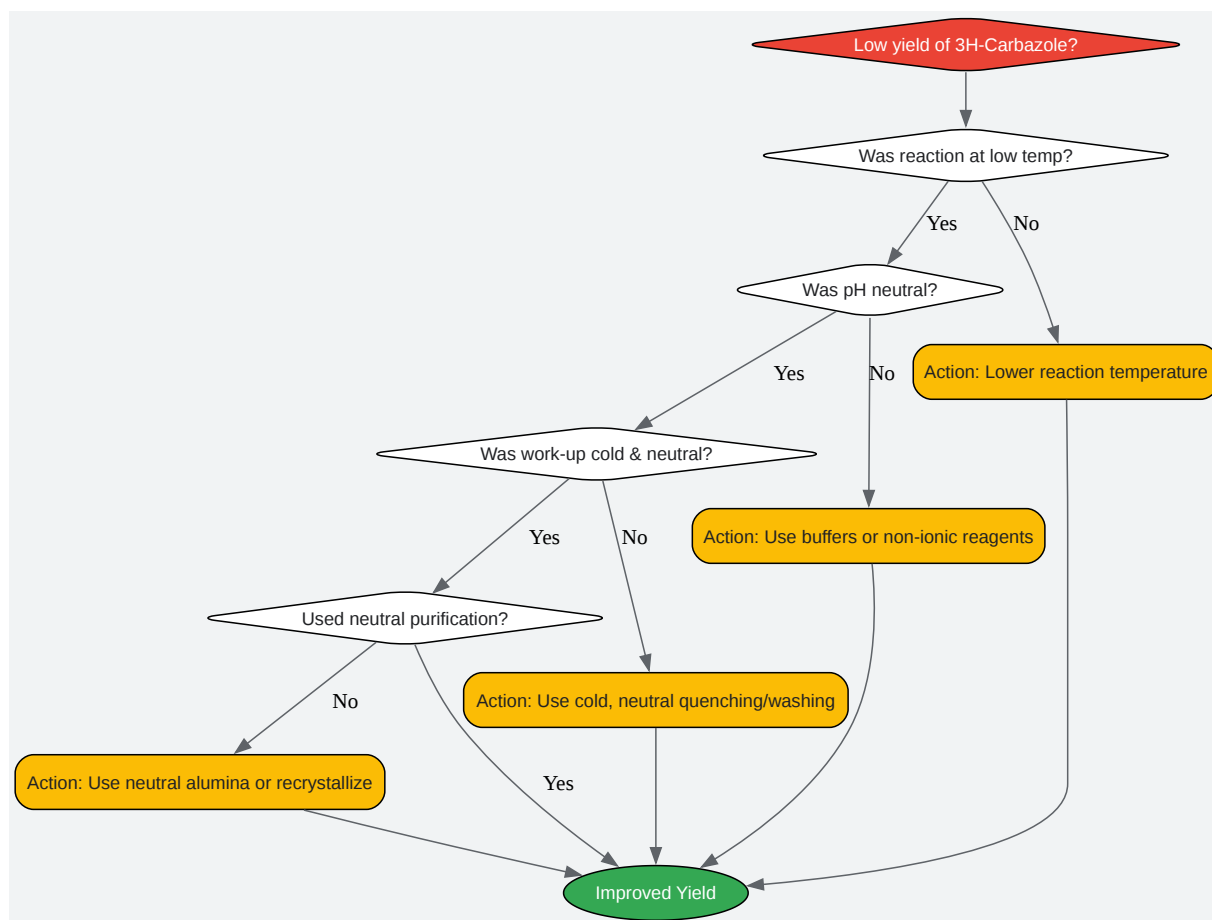 Low yield of 3H-Carbazole?
Was reaction at low temp?
Yes
No
Was pH neutral?
Yes
No
Action: Lower reaction temperature
Was work-up cold & neutral?
Yes
No
Action: Use buffers or non-ionic reagents
Used neutral purification?
No
Yes
Action: Use cold, neutral quenching/washing
Action: Use neutral alumina or recrystallize
Improved Yield